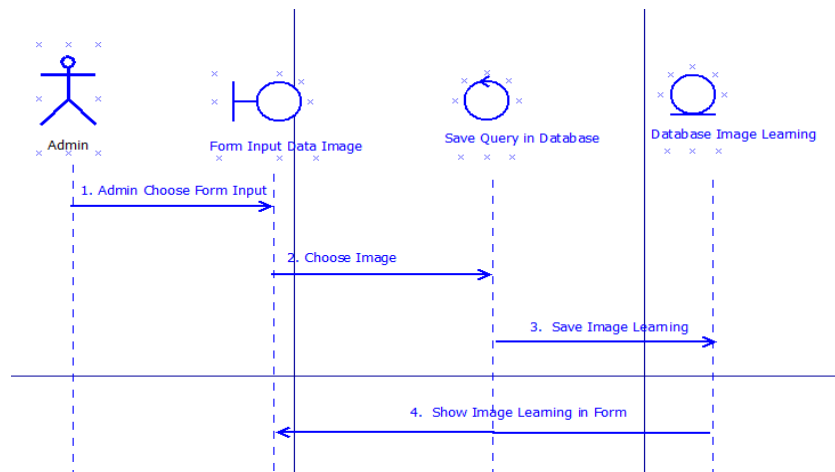 Admin
Form Input Data Image
Save Query in Database
Database Image Learning
1. Admin Choose Form Input
2. Choose Image
3. Save Image Learning
4. Show Image Learning in Form